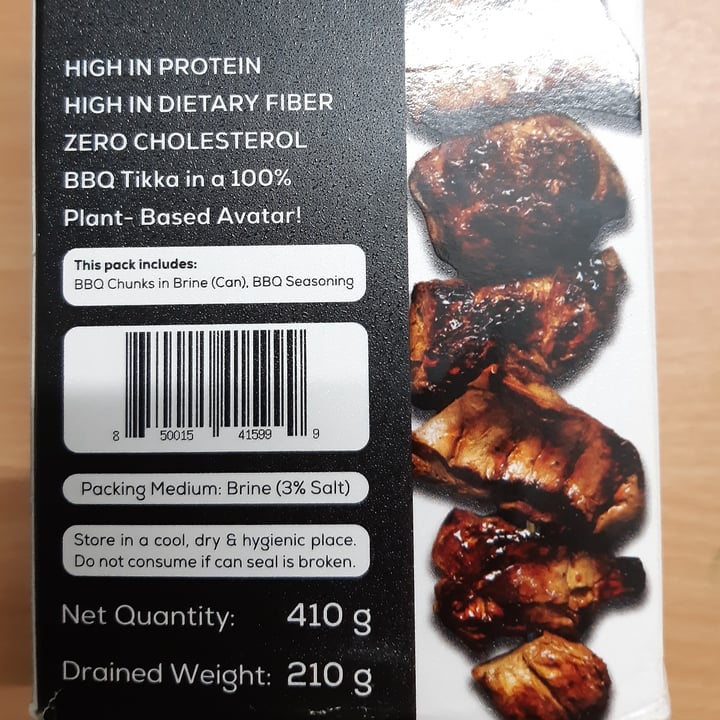 HIGH IN PROTEIN
HIGH IN DIETARY FIBER
ZERO CHOLESTEROL
BBQ Tikka in a 100%
Plant- Based Avatar!
This pack includes:
BBQ Chunks in Brine (Can), BBQ Seasoning
8 50015 41599 9
Packing Medium: Brine (3% Salt)
Store in a cool, dry & hygienic place.
Do not consume if can seal is broken.
Net Quantity: 410 g
Drained Weight: 210 g